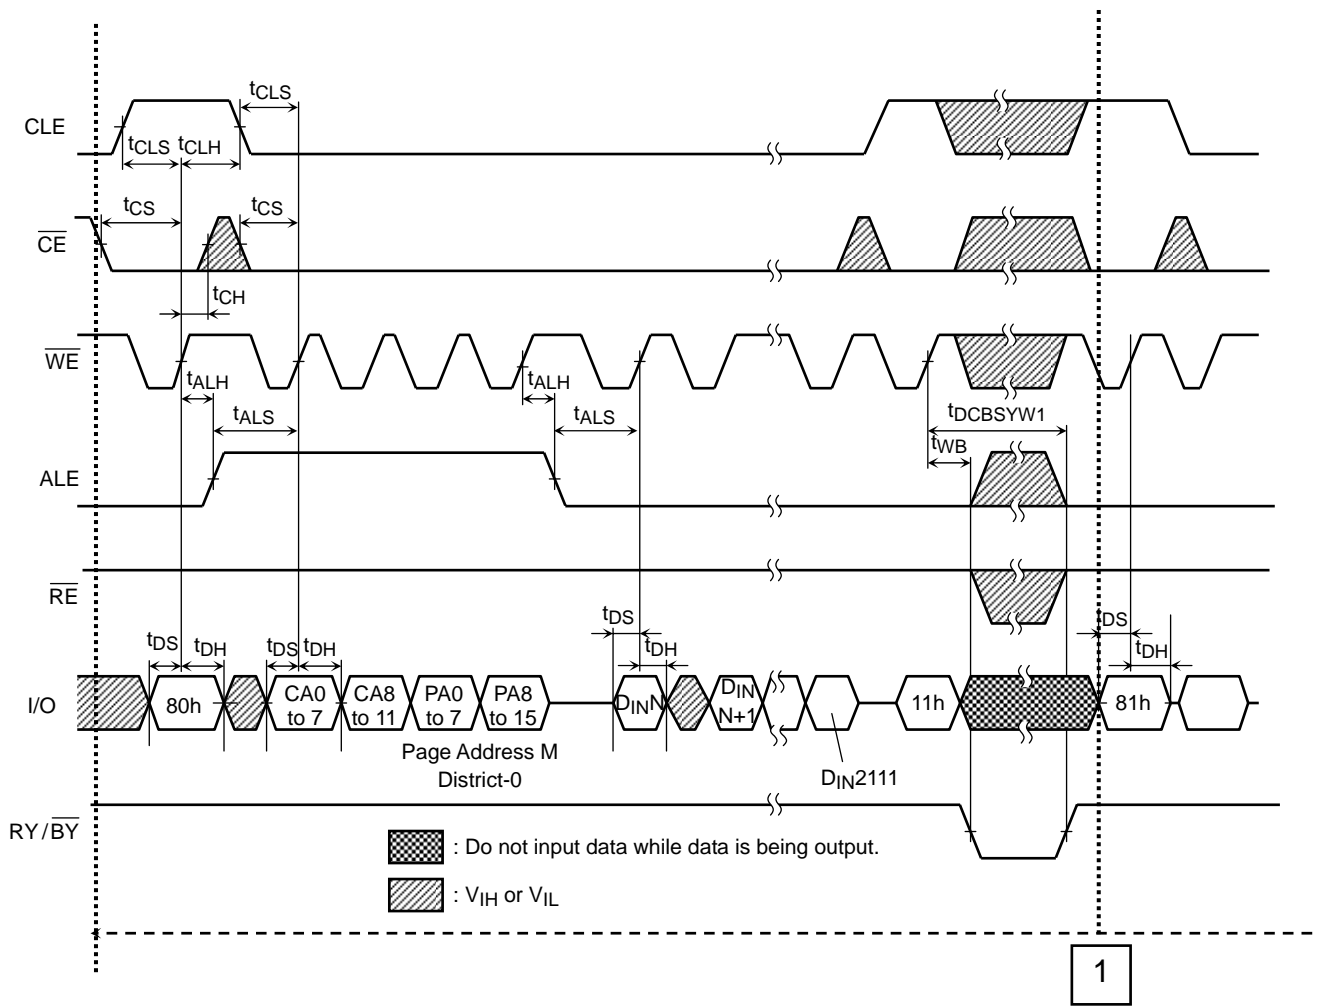 tCLS
CLE
tCLS tCLH
tCS tCS
CE
tCH
WE
tALH tALH
tALS tALS tDCBSYW1
tWB
ALE
RE
tDS tDH tDS tDH tDS tDH tDS tDH
I/O
80h
CA0 to 7
CA8 to 11
PA0 to 7
PA8 to 15
DINN
DIN N+1
11h
81h
Page Address M
District-0
DIN2111
RY/BY
: Do not input data while data is being output.
: VIH or VIL
1